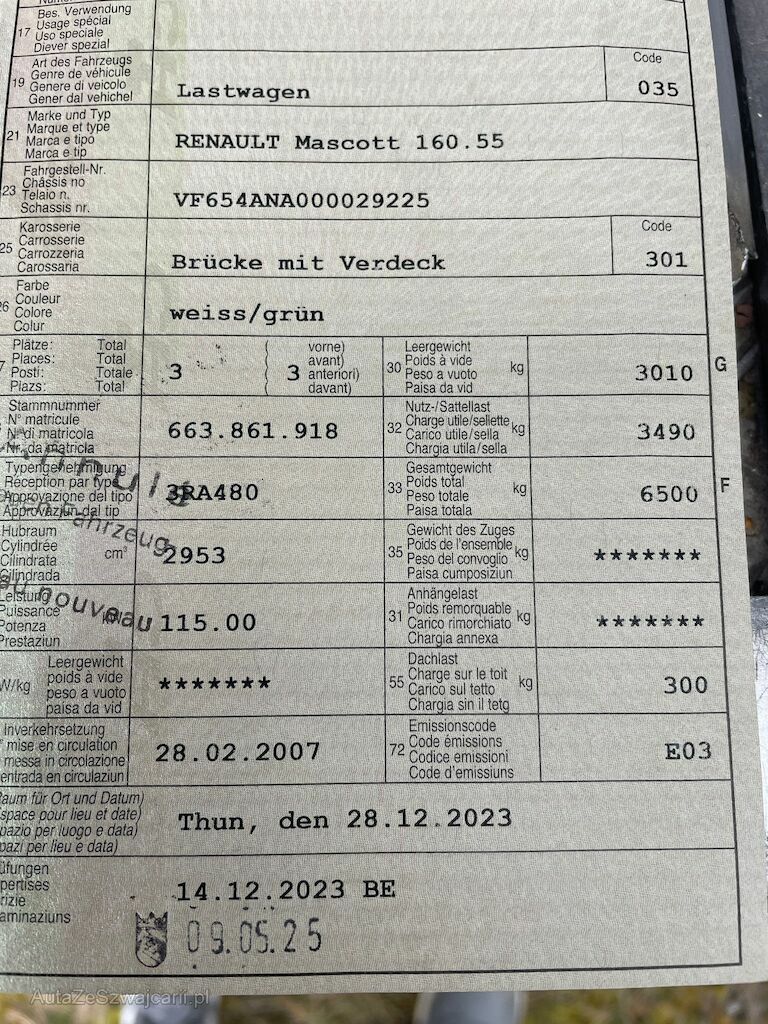 Bes. Verwendung
17 Usage spécial
Uso speciale
Diever spezial
Art des Fahrzeugs
Genre de véhicule
19 Genere di veicolo
Gener dal vehichel
Lastwagen
Code
035
Marke und Typ
21 Marque et type
Marca e tipo
Marca e tip
RENAULT Mascott 160.55
Fahrgestell-Nr.
Châssis no
23 Telaio n.
Schassis nr.
VF654ANA000029225
Karosserie
25 Carrosserie
Carrozzeria
Carossaria
Brücke mit Verdeck
Code
301
Farbe
26 Couleur
Colore
Colur
weiss/grün
Plätze: Total
Places: Total
Posti: Totale
Plazs: Total
3
( vorne)
( avant)
3 anteriori)
( davant)
Leergewicht
30 Poids à vide kg
Peso a vuoto
Paisa da vid
3010 G
Stammnummer
N° matricule
N° di matricola
Nr. da matricla
663.861.918
Nutz-/Sattellast
32 Charge utile/sellette kg
Carico utile/sella
Chargia utila/sella
3490
Typengenehmigung
Réception par type
Approvazione del tipo
Approvaziun dal tip
3RA480
Gesamtgewicht
33 Poids total kg
Peso totale
Paisa totala
6500 F
Annulé
Fahrzeug
Hubraum
Cylindrée cm³
Cilindrata
Cilindrada
2953
Gewicht des Zuges
35 Poids de l'ensemble kg
Peso del convoglio
Paisa cumposiziun
*******
au nouveau
Leistung
Puissance
Potenza
Prestaziun
115.00
Anhängelast
31 Poids remorquable kg
Carico rimorchiato
Chargia annexa
*******
W/kg
Leergewicht
poids à vide
peso a vuoto
paisa da vid
*******
Dachlast
55 Charge sur le toit kg
Carico sul tetto
Chargia sin il tetg
300
Inverkehrsetzung
mise en circulation
messa in circolazione
entrada en circulaziun
28.02.2007
Emissionscode
72 Code émissions
Codice emissioni
Code d'emissiuns
E03
(Raum für Ort und Datum)
(Espace pour lieu et date)
(Spazio per luogo e data)
(Spazi per lieu e data)
Thun, den 28.12.2023
14.12.2023 BE
09.05.25
AutaZeSzwajcarii.pl